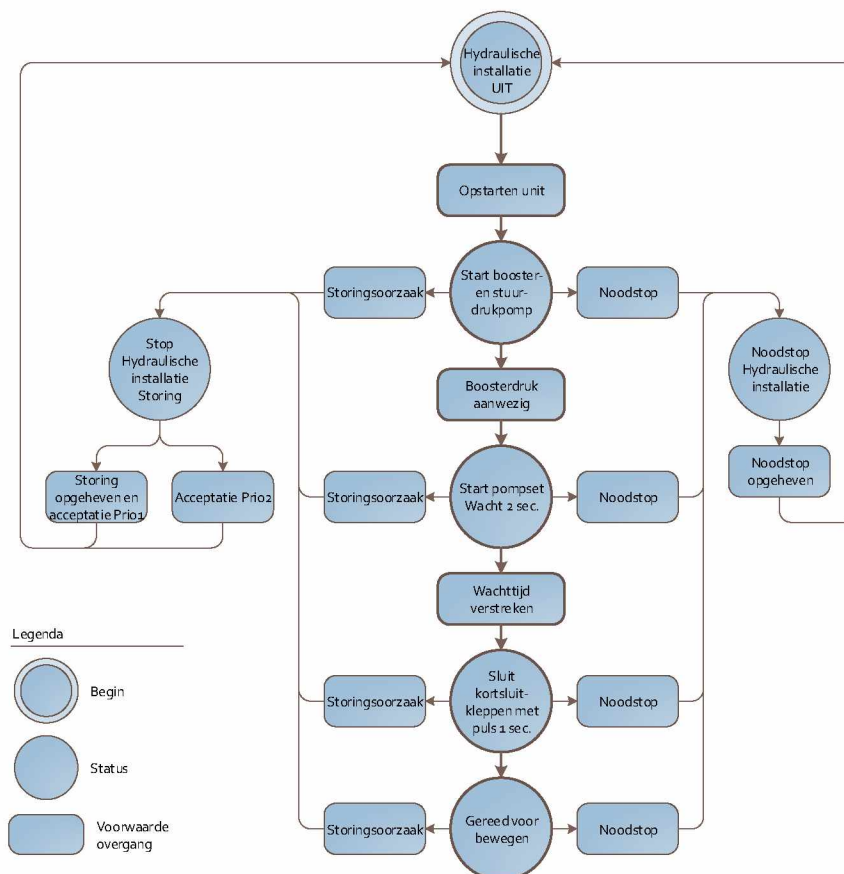 Hydraulische
installatie
UIT
Opstarten unit
Storingsoorzaak
Start booster-
en stuur-
drukpomp
Noodstop
Stop
Hydraulische
installatie
Storing
Boosterdruk
aanwezig
Noodstop
Hydraulische
installatie
Storing
opgeheven en
acceptatie Prio1
Acceptatie Prio2
Storingsoorzaak
Start pompset
Wacht 2 sec.
Noodstop
Noodstop
opgeheven
Wachttijd
verstreken
Storingsoorzaak
Sluit
kortsluit-
kleppen met
puls 1 sec.
Noodstop
Storingsoorzaak
Gereed voor
bewegen
Noodstop
Legenda
Begin
Status
Voorwaarde
overgang